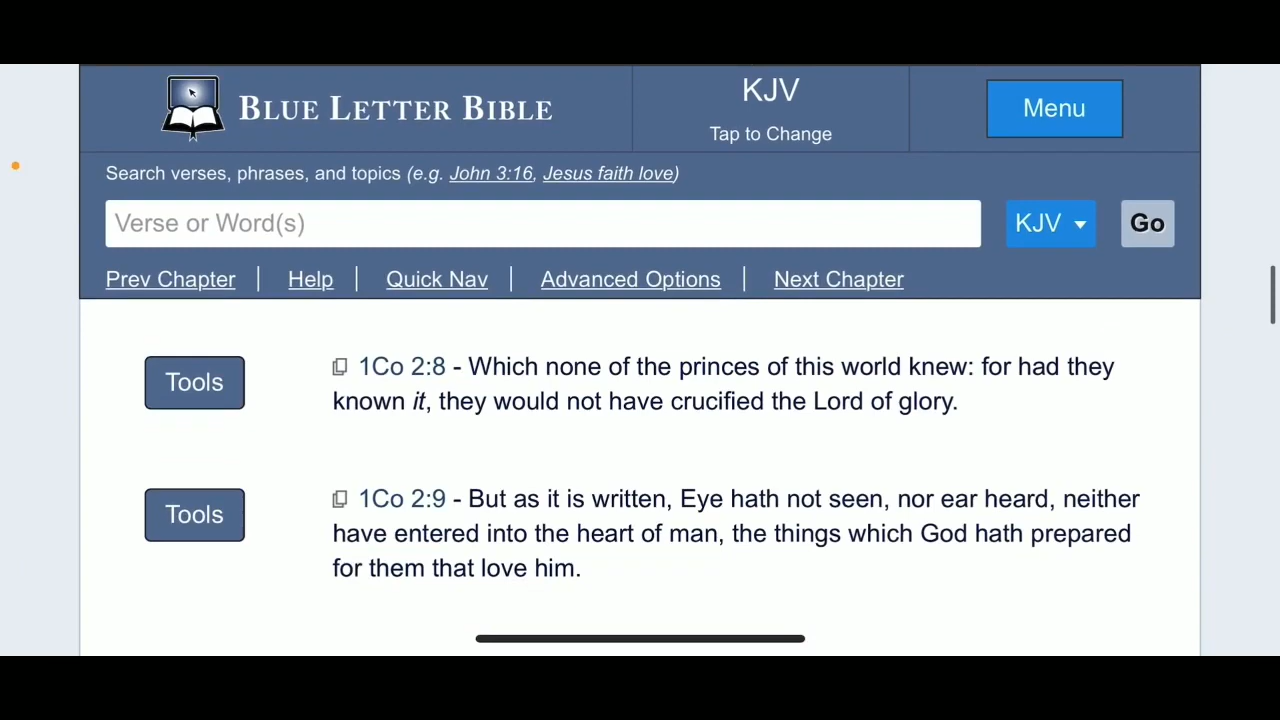 BLUE LETTER BIBLE
KJV
Tap to Change
Menu
Search verses, phrases, and topics (e.g. John 3:16, Jesus faith love)
Verse or Word(s)
KJV
Go
Prev Chapter | Help | Quick Nav | Advanced Options | Next Chapter
Tools
1Co 2:8 - Which none of the princes of this world knew: for had they
known it, they would not have crucified the Lord of glory.
Tools
1Co 2:9 - But as it is written, Eye hath not seen, nor ear heard, neither
have entered into the heart of man, the things which God hath prepared
for them that love him.